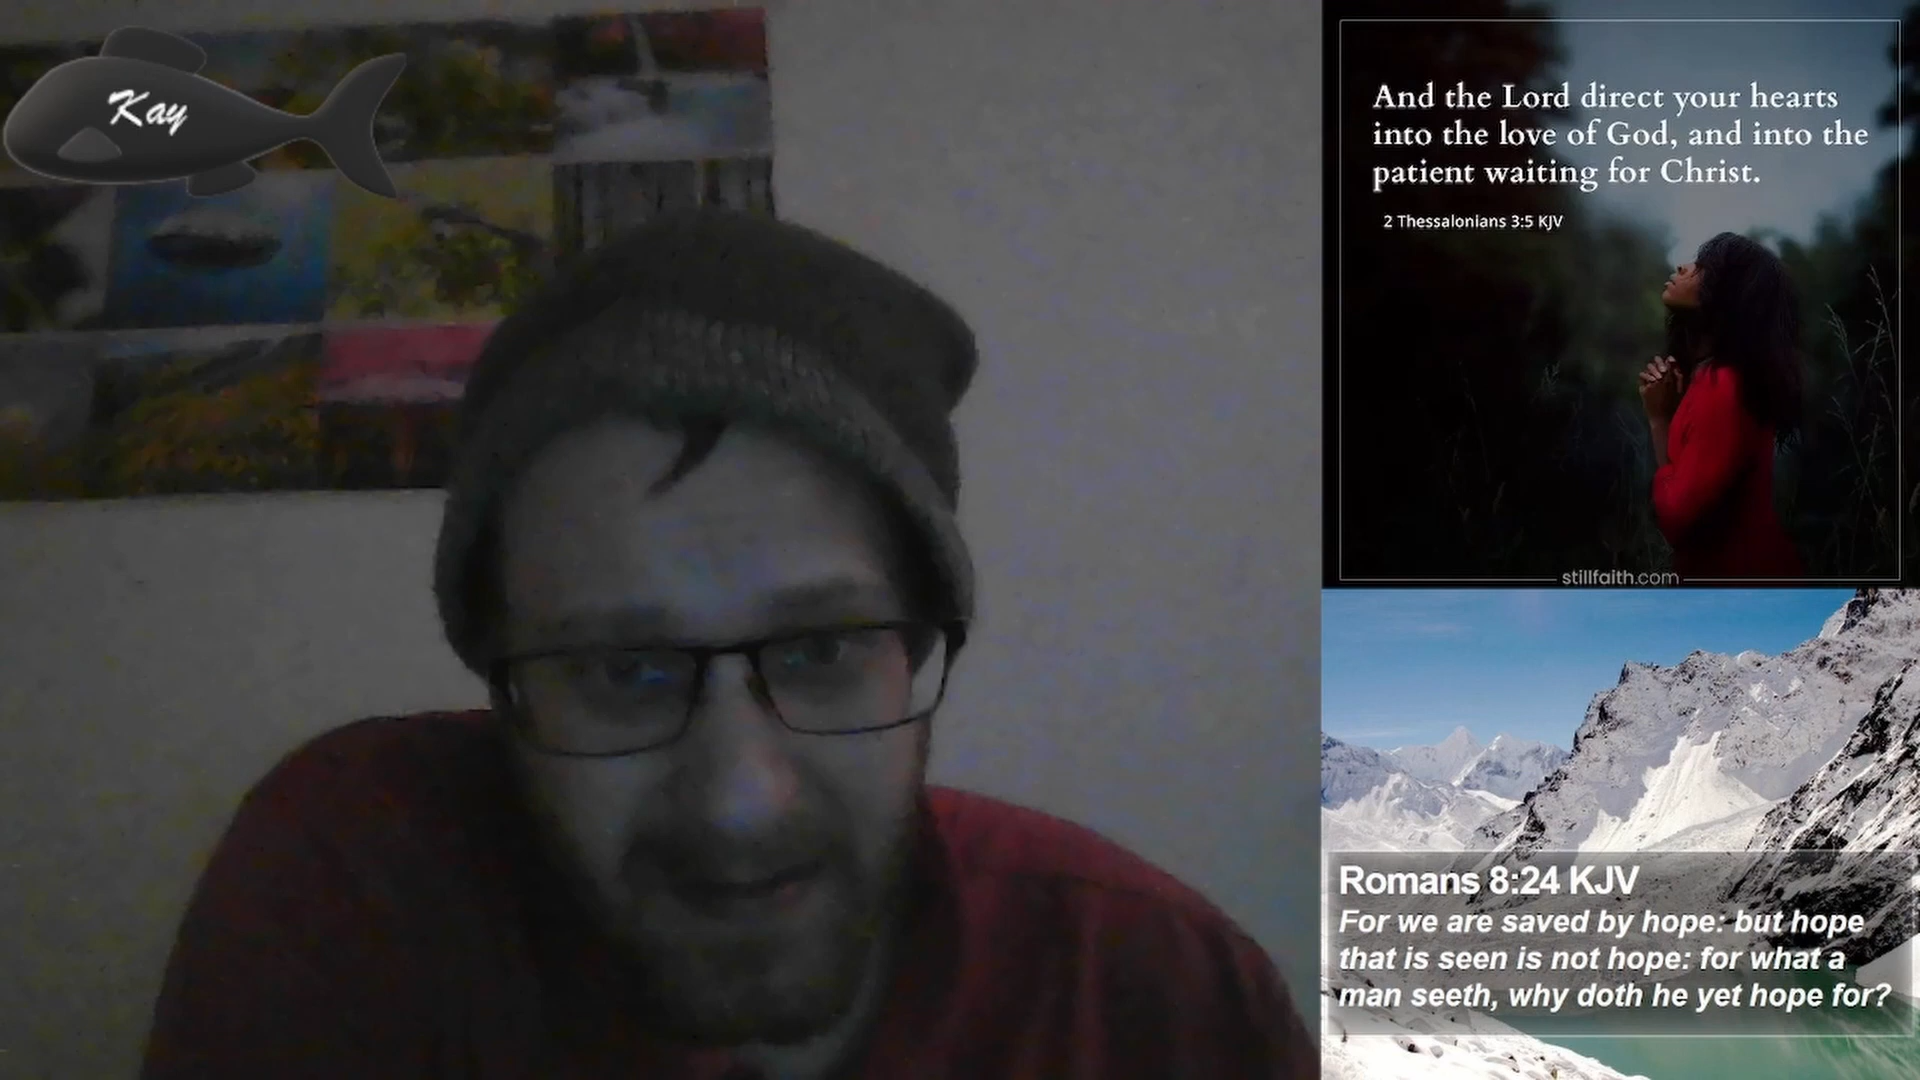 Kay
And the Lord direct your hearts
into the love of God, and into the
patient waiting for Christ.
2 Thessalonians 3:5 KJV
stillfaith.com
Romans 8:24 KJV
For we are saved by hope: but hope
that is seen is not hope: for what a
man seeth, why doth he yet hope for?